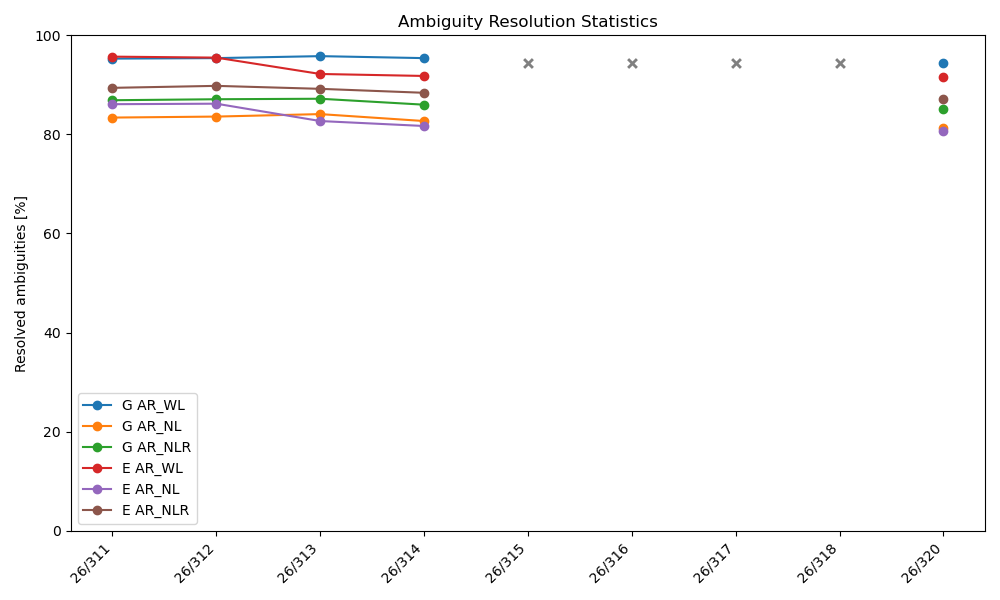 Ambiguity Resolution Statistics
Resolved ambiguities [%]
100
80
60
40
20
0
G AR_WL
G AR_NL
G AR_NLR
E AR_WL
E AR_NL
E AR_NLR
26/311
26/312
26/313
26/314
26/315
26/316
26/317
26/318
26/320